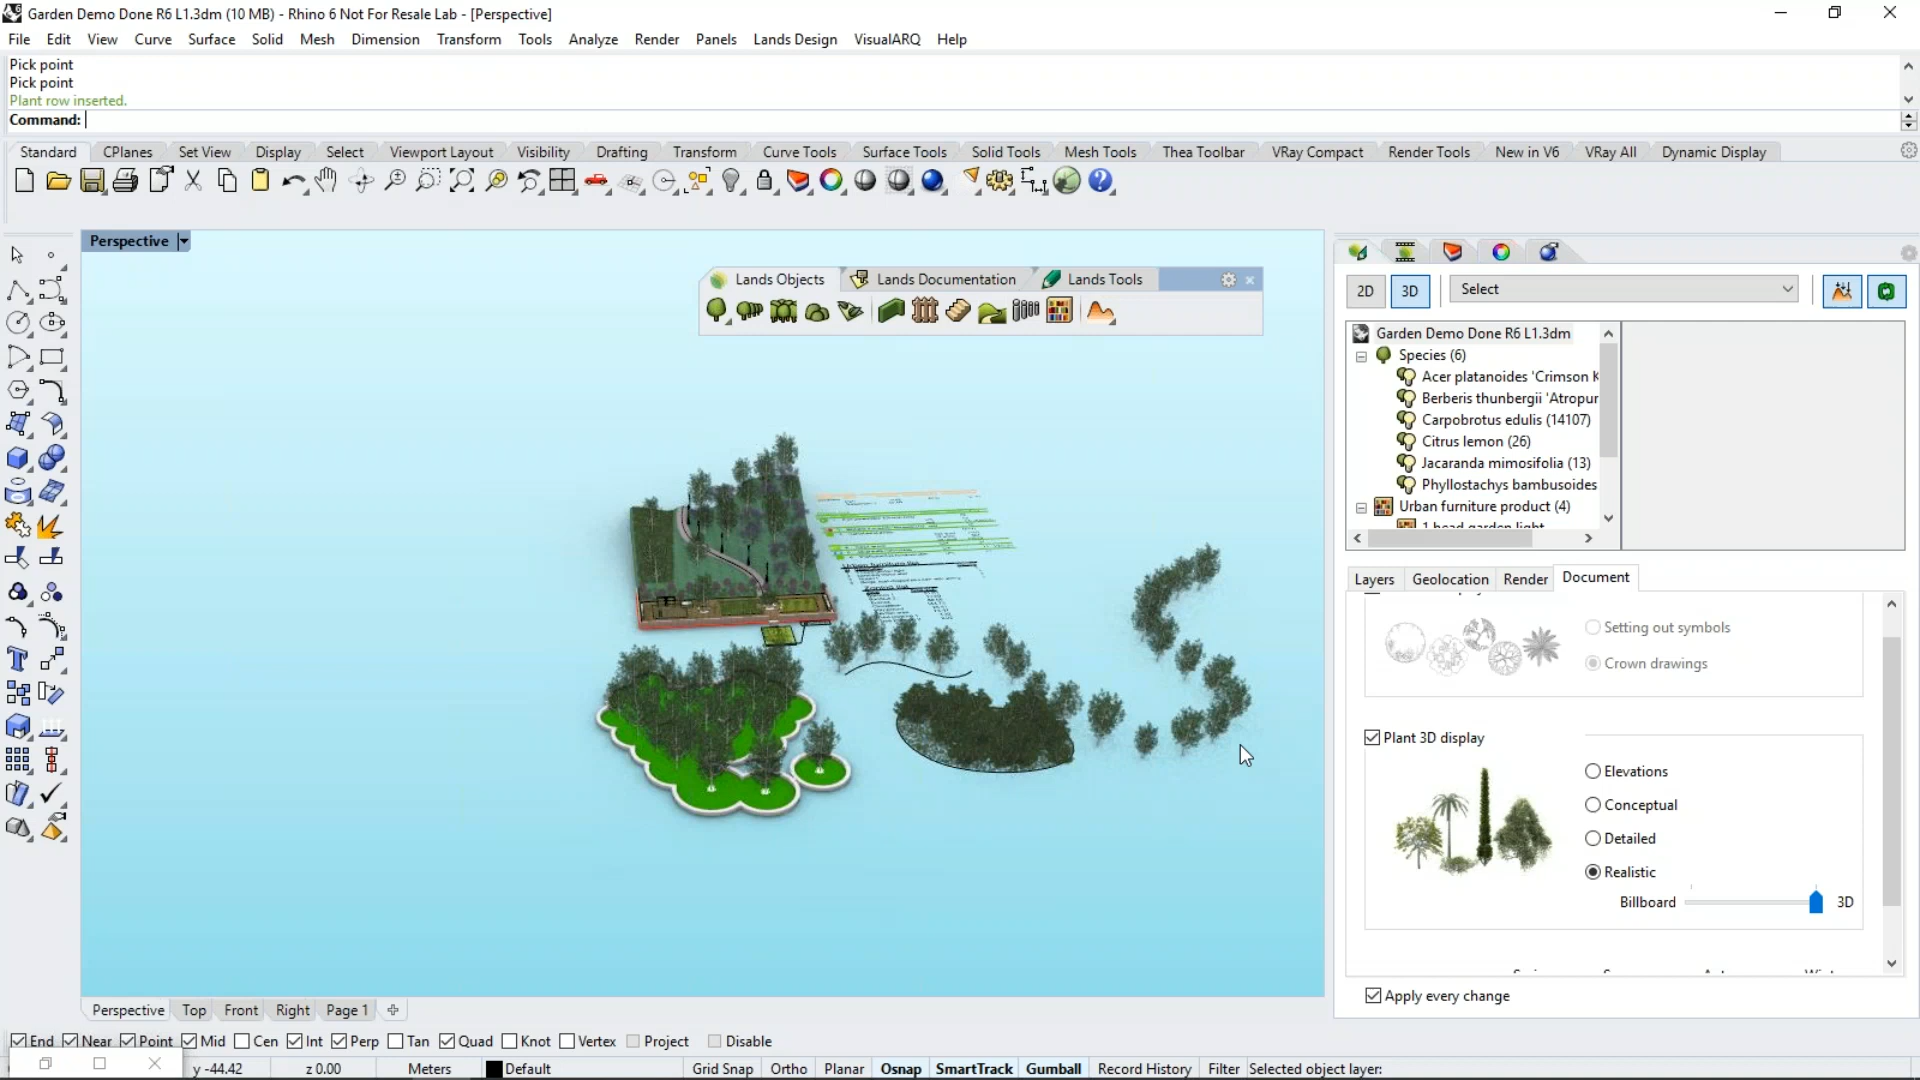 Garden Demo Done R6 L1.3dm (10 MB) - Rhino 6 Not For Resale Lab - [Perspective]
File Edit View Curve Surface Solid Mesh Dimension Transform Tools Analyze Render Panels Lands Design VisualARQ Help
Pick point
Pick point
Plant row inserted.
Command:
Standard CPlanes Set View Display Select Viewport Layout Visibility Drafting Transform Curve Tools Surface Tools Solid Tools Mesh Tools Thea Toolbar VRay Compact Render Tools New in V6 VRay All Dynamic Display
Perspective
Lands Objects Lands Documentation Lands Tools
2D 3D Select
Garden Demo Done R6 L1.3dm
Species (6)
Acer platanoides 'Crimson K
Berberis thunbergii 'Atropur
Carpobrotus edulis (14107)
Citrus lemon (26)
Jacaranda mimosifolia (13)
Phyllostachys bambusoides
Urban furniture product (4)
1 head garden light
Layers Geolocation Render Document
Setting out symbols
Crown drawings
Plant 3D display
Elevations
Conceptual
Detailed
Realistic
Billboard 3D
Apply every change
Perspective Top Front Right Page 1
End Near Point Mid Cen Int Perp Tan Quad Knot Vertex Project Disable
y -44.42 z 0.00 Meters Default Grid Snap Ortho Planar Osnap SmartTrack Gumball Record History Filter Selected object layer: